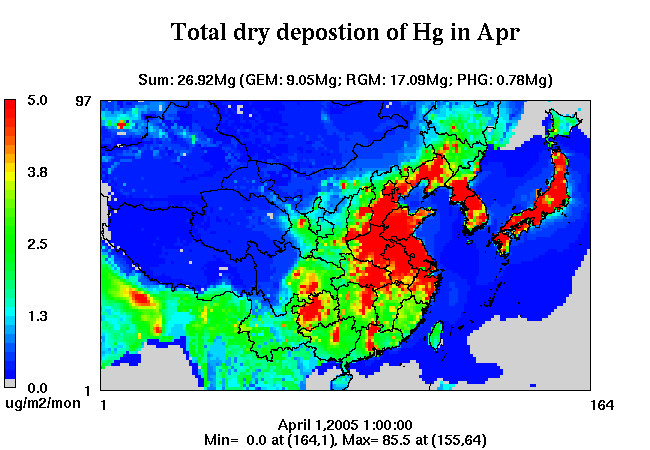 Total dry depostion of Hg in Apr
Sum: 26.92Mg (GEM: 9.05Mg; RGM: 17.09Mg; PHG: 0.78Mg)
5.0
97
3.8
2.5
1.3
0.0
1
ug/m2/mon
1
164
April 1,2005 1:00:00
Min= 0.0 at (164,1), Max= 85.5 at (155,64)